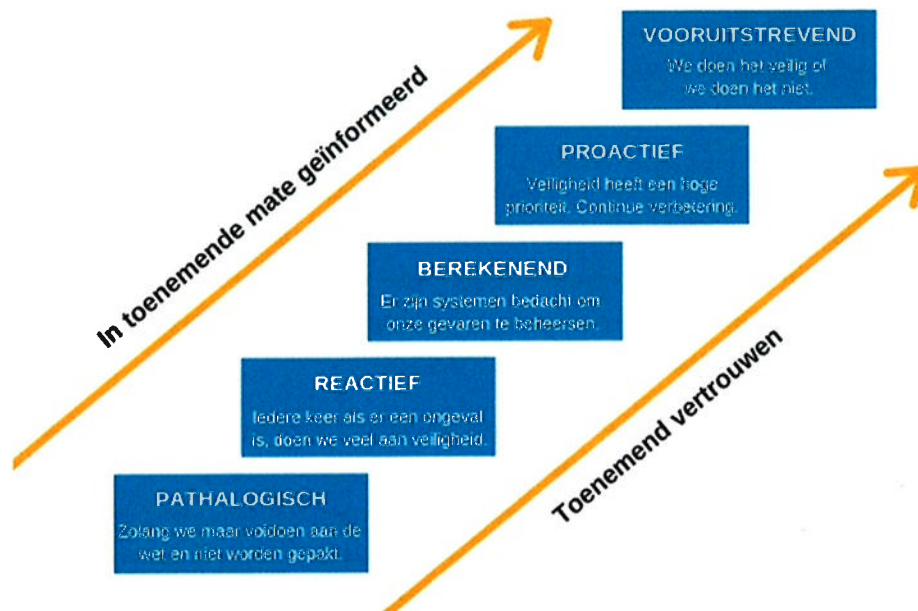 VOORUITSTREVEND
We doen het veilig of
we doen het niet.
In toenemende mate geïnformeerd
PROACTIEF
Veiligheid heeft een hoge
prioriteit. Continue verbetering.
BEREKENEND
Er zijn systemen bedacht om
onze gevaren te beheersen.
REACTIEF
Iedere keer als er een ongeval
is, doen we veel aan veiligheid.
Toenemend vertrouwen
PATHALOGISCH
Zolang we maar voldoen aan de
wet en niet worden gepakt.